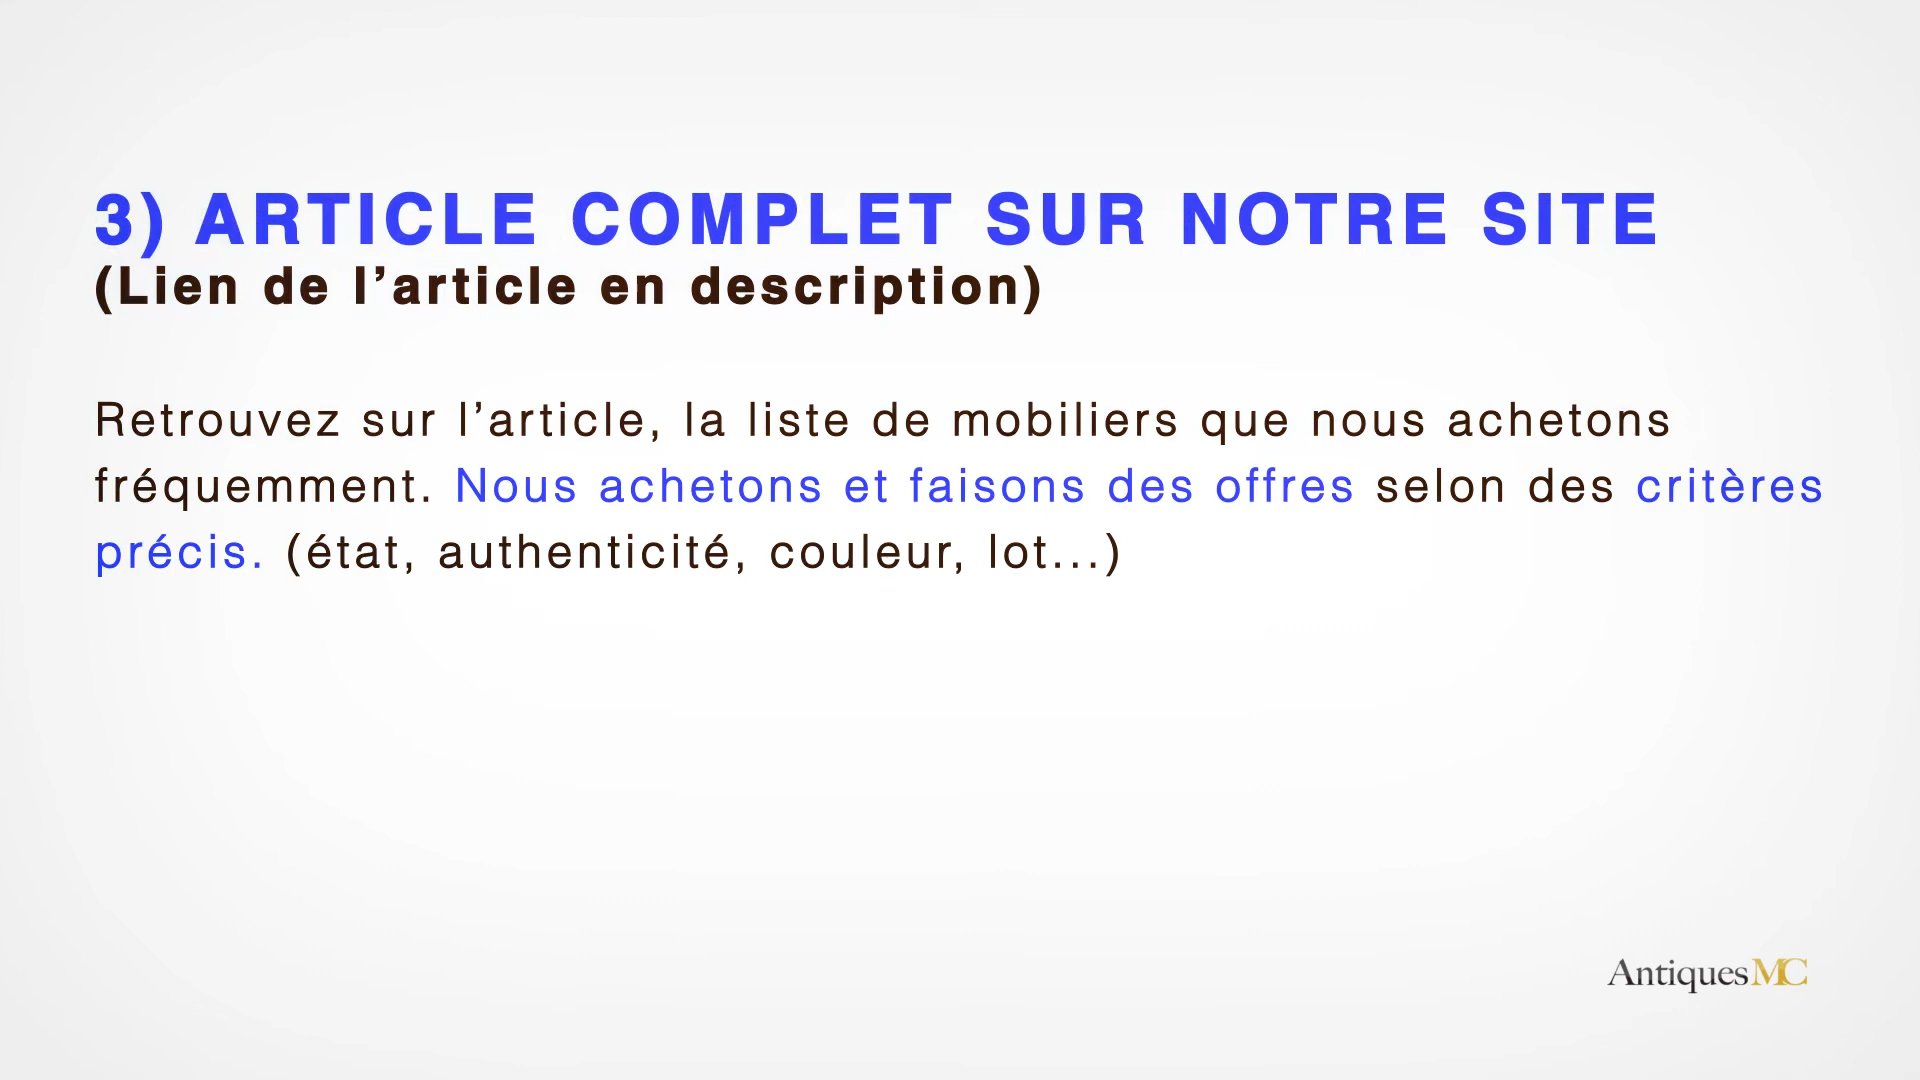 3) ARTICLE COMPLET SUR NOTRE SITE
(Lien de l’article en description)
Retrouvez sur l’article, la liste de mobiliers que nous achetons
fréquemment. Nous achetons et faisons des offres selon des critères
précis. (état, authenticité, couleur, lot...)
AntiquesMC